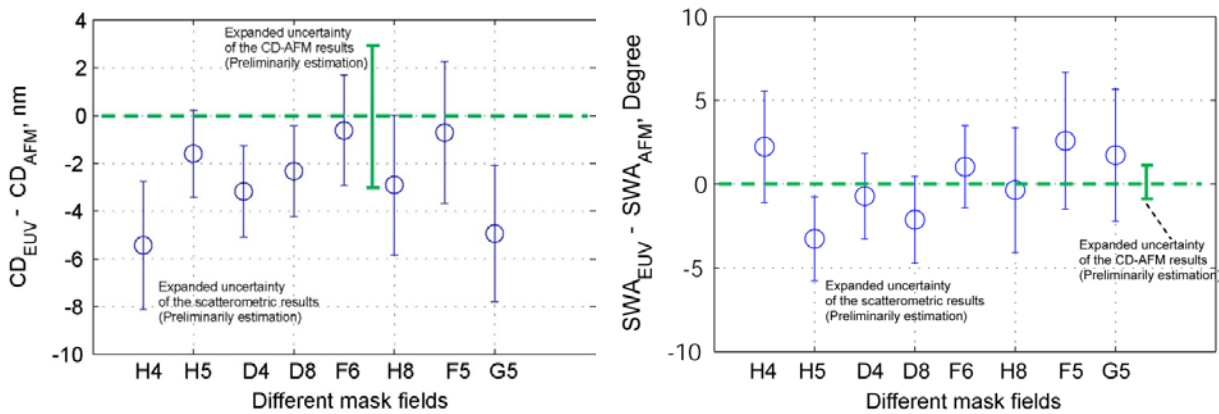 4
2
0
-2
-4
-6
-8
-10
CD_EUV - CD_AFM, nm
Expanded uncertainty
of the CD-AFM results
(Preliminarily estimation)
Expanded uncertainty
of the scatterometric results
(Preliminarily estimation)
H4 H5 D4 D8 F6 H8 F5 G5
Different mask fields
10
5
0
-5
-10
SWA_EUV - SWA_AFM, Degree
Expanded uncertainty
of the CD-AFM results
(Preliminarily estimation)
Expanded uncertainty
of the scatterometric results
(Preliminarily estimation)
H4 H5 D4 D8 F6 H8 F5 G5
Different mask fields